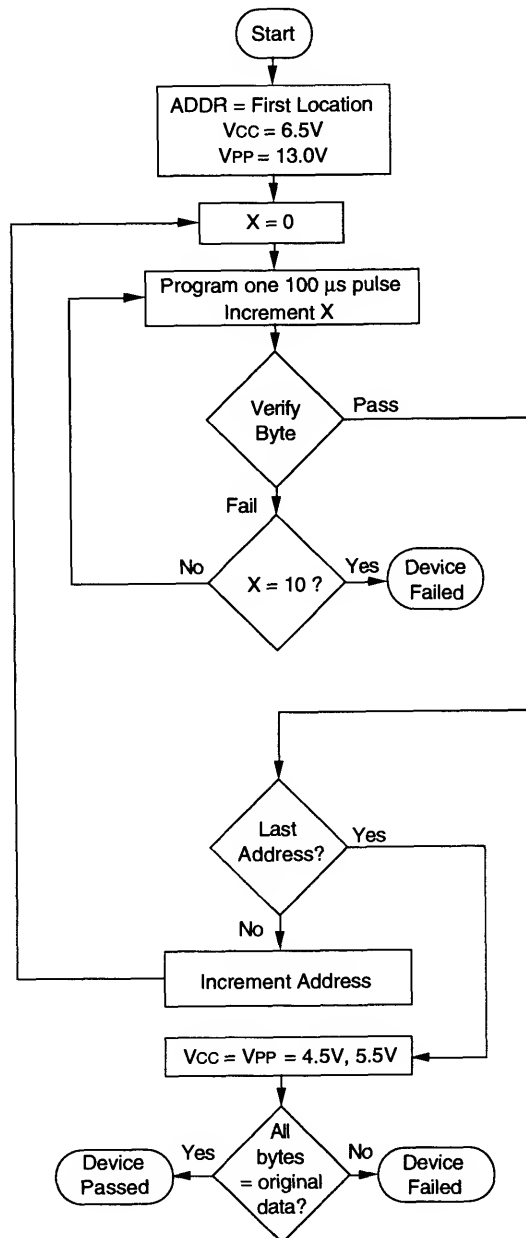 Start
ADDR = First Location
VCC = 6.5V
VPP = 13.0V
X = 0
Program one 100 µs pulse
Increment X
Verify
Byte
Pass
Fail
No
X = 10 ?
Yes
Device
Failed
Last
Address?
Yes
No
Increment Address
VCC = VPP = 4.5V, 5.5V
Device
Passed
Yes
All
bytes
= original
data?
No
Device
Failed